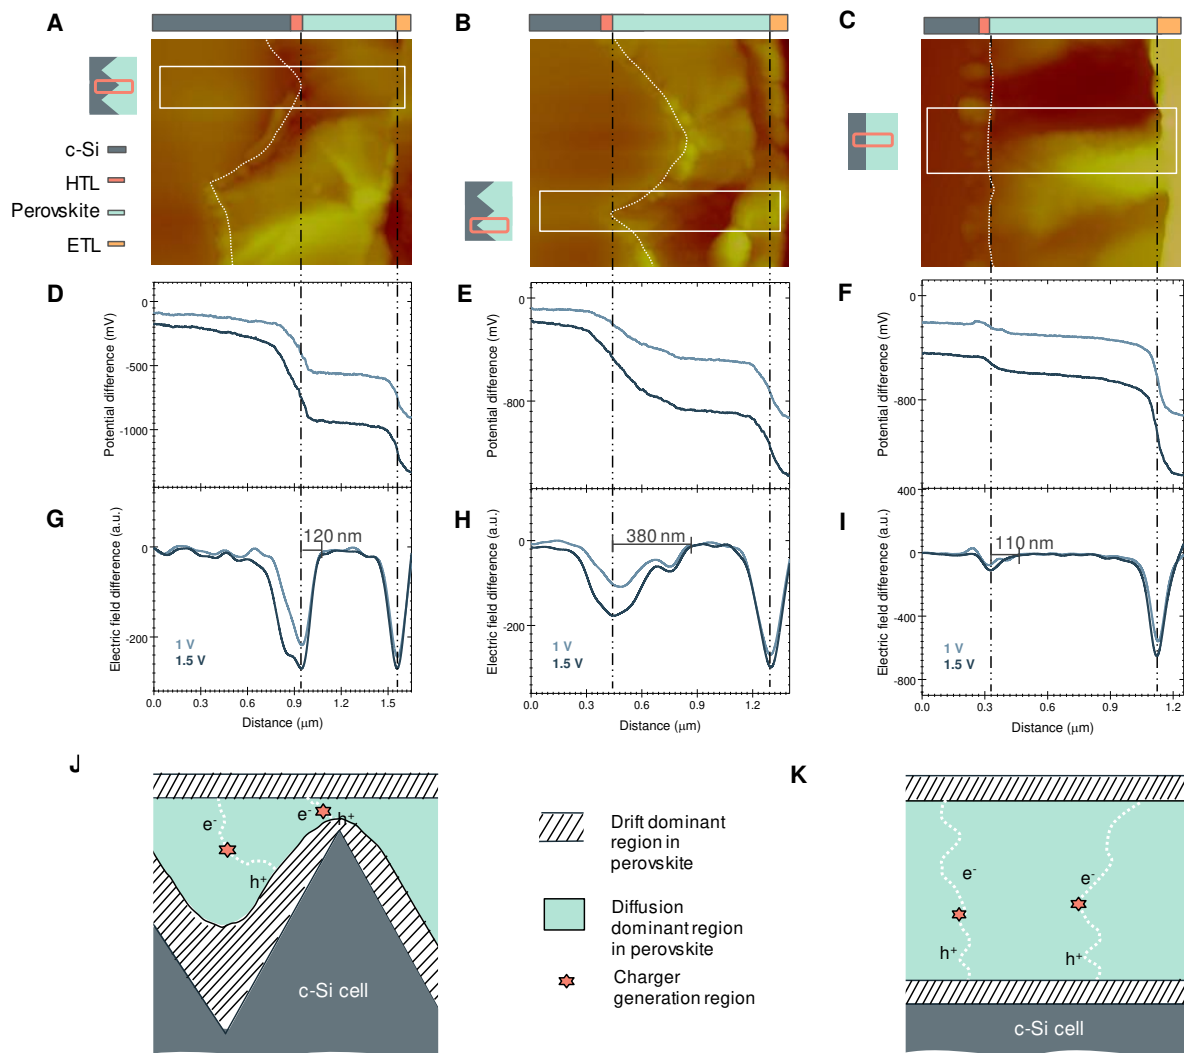 A
B
C
c-Si
HTL
Perovskite
ETL
D
E
F
0
-500
-1000
Potential difference (mV)
0
-800
Potential difference (mV)
0
-800
Potential difference (mV)
G
H
I
0
-200
Electric field difference (a.u.)
120 nm
1 V
1.5 V
0.0 0.3 0.6 0.9 1.2 1.5
Distance (μm)
0
-200
Electric field difference (a.u.)
380 nm
1 V
1.5 V
0.0 0.3 0.6 0.9 1.2
Distance (μm)
400
0
-400
-800
Electric field difference (a.u.)
110 nm
1 V
1.5 V
0.0 0.3 0.6 0.9 1.2
Distance (μm)
J
K
e-
h+
e-
h+
c-Si cell
Drift dominant
region in
perovskite
Diffusion
dominant region
in perovskite
Charger
generation region
e-
h+
e-
h+
c-Si cell